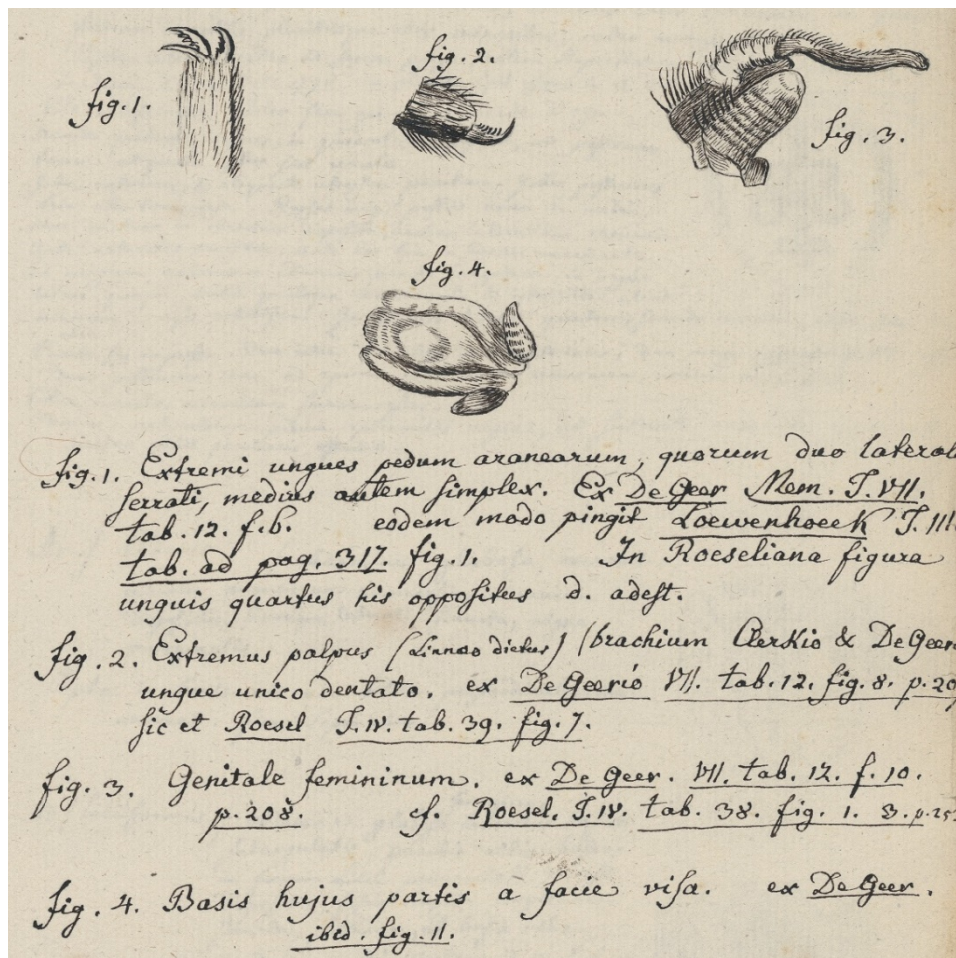 fig. 1.
fig. 2.
fig. 3.
fig. 4.
fig. 1. Extremi ungues pedum aranearum, quorum duo lateral
serrati, medius autem simplex. Ex De Geer Mem. T. VII.
tab. 12. f. 6. eodem modo pingit Loewenhoeck T. III.
tab. ad pag. 317. fig. 1. In Roeseliana figura
unguis quartus his oppositus d. adest.
fig. 2. Extremus palpus (Linnæo dictus) (brachium Clerkio & De Geer
ungue unico dentato. ex De Geerio VII. tab. 12. fig. 8. p. 20
sic et Roesel T. IV. tab. 39. fig. 7.
fig. 3. Genitale femininum. ex De Geer. VII. tab. 12. f. 10.
p. 208. cf. Roesel. T. IV. tab. 38. fig. 1. 3. p. 25
fig. 4. Basis hujus partis a facie visa. ex De Geer.
ibid. fig. 11.